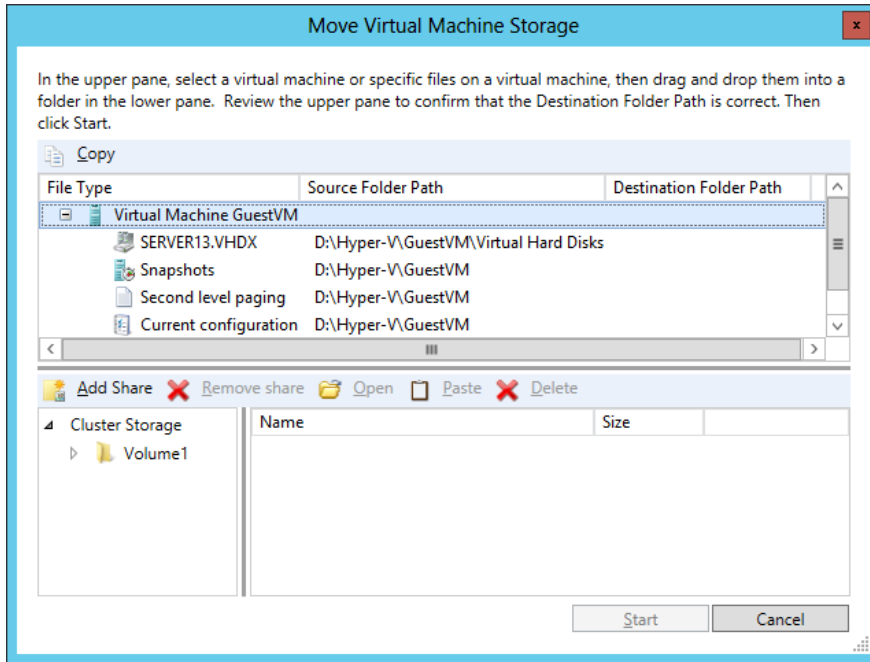 Move Virtual Machine Storage
x
In the upper pane, select a virtual machine or specific files on a virtual machine, then drag and drop them into a
folder in the lower pane.  Review the upper pane to confirm that the Destination Folder Path is correct. Then
click Start.
Copy
File Type Source Folder Path Destination Folder Path
Virtual Machine GuestVM
SERVER13.VHDX D:\Hyper-V\GuestVM\Virtual Hard Disks
Snapshots D:\Hyper-V\GuestVM
Second level paging D:\Hyper-V\GuestVM
Current configuration D:\Hyper-V\GuestVM
Add Share Remove share Open Paste Delete
Cluster Storage Name Size
Volume1
Start Cancel